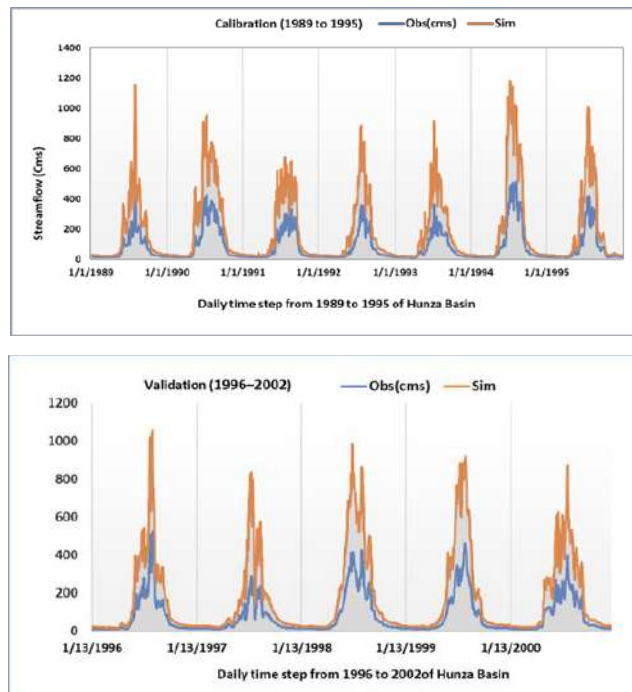 Calibration (1989 to 1995) Obs(cms) Sim
1400
1200
1000
800
600
400
200
0
Streamflow (Cms)
1/1/1989 1/1/1990 1/1/1991 1/1/1992 1/1/1993 1/1/1994 1/1/1995
Daily time step from 1989 to 1995 of Hunza Basin
Validation (1996–2002) Obs(cms) Sim
1200
1000
800
600
400
200
0
1/13/1996 1/13/1997 1/13/1998 1/13/1999 1/13/2000
Daily time step from 1996 to 2002of Hunza Basin